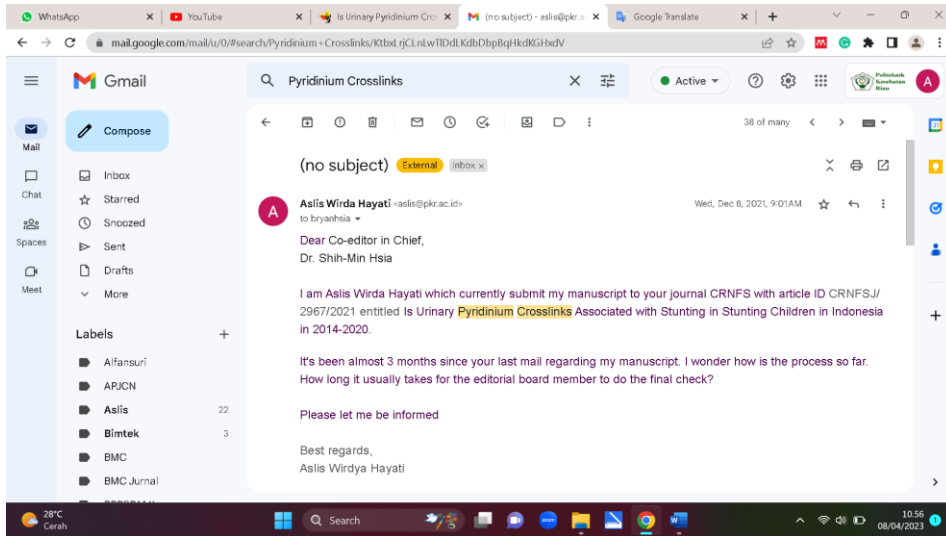 WhatsApp
YouTube
Is Urinary Pyridinium Cros
(no subject) - aslis@pkr.a
Google Translate
mail.google.com/mail/u/0/#search/Pyridinium+Crosslinks/KtbxLrjCLnLwTlDdLKdbDbpBqHkdKGHxdV
Gmail
Pyridinium Crosslinks
Active
Politeknik
Kesehatan
Riau
A
Mail
Chat
Spaces
Meet
Compose
Inbox
Starred
Snoozed
Sent
Drafts
More
Labels
Alfansuri
APJCN
Aslis 22
Bimtek 3
BMC
BMC Jurnal
38 of many
31
(no subject) External Inbox x
A
Aslis Wirda Hayati <aslis@pkr.ac.id>
Wed, Dec 8, 2021, 9:01AM
to bryanhsia
Dear Co-editor in Chief,
Dr. Shih-Min Hsia
I am Aslis Wirda Hayati which currently submit my manuscript to your journal CRNFS with article ID CRNFSJ/
2967/2021 entitled Is Urinary Pyridinium Crosslinks Associated with Stunting in Stunting Children in Indonesia
in 2014-2020.
It's been almost 3 months since your last mail regarding my manuscript. I wonder how is the process so far.
How long it usually takes for the editorial board member to do the final check?
Please let me be informed
Best regards,
Aslis Wirdya Hayati
28°C
Cerah
Search
10.56
08/04/2023
1